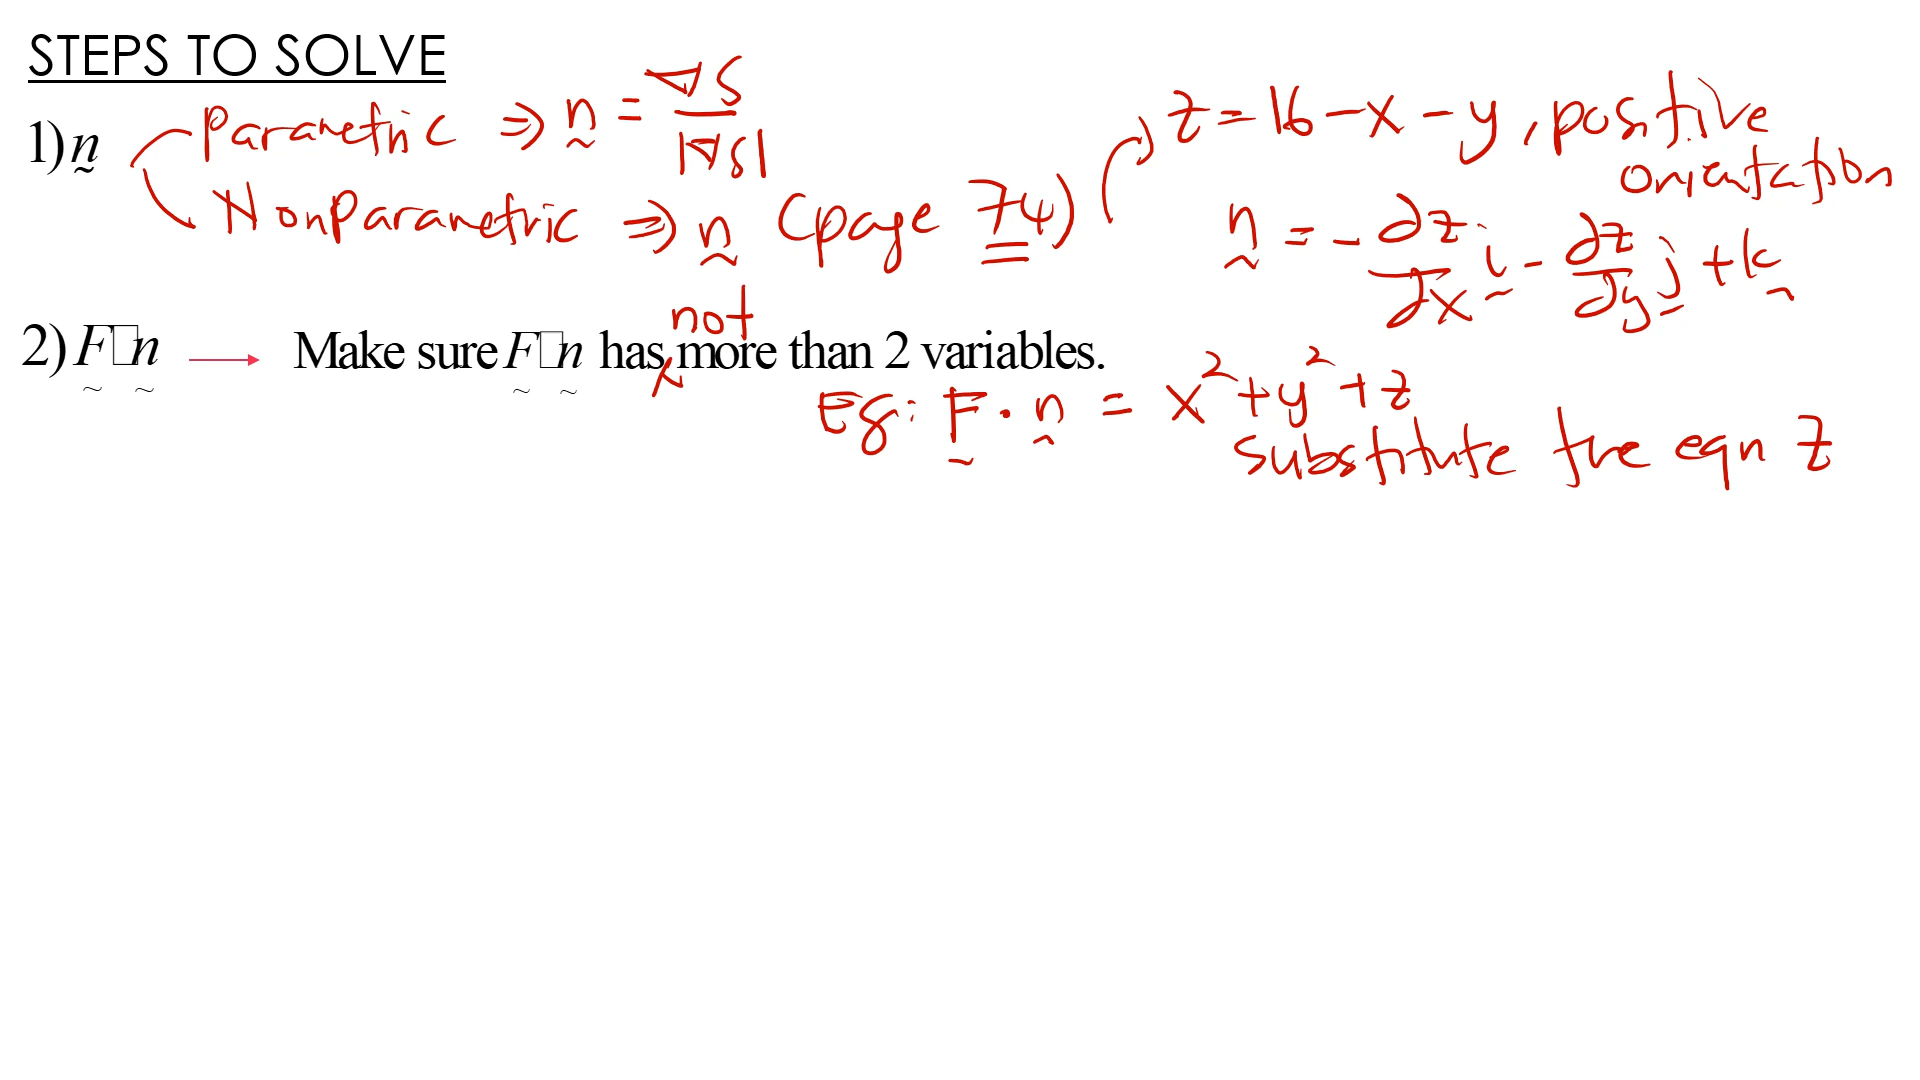 STEPS TO SOLVE
1) n
Parametric ⇒ n = ∇S / |∇S|
Nonparametric ⇒ n (page 74)
z = 16 - x - y, positive orientation
n = - ∂z/∂x i - ∂z/∂y j + k
2) F□n → Make sure F□n has not more than 2 variables.
Eg: F · n = x² + y² + z
substitute the eqn z